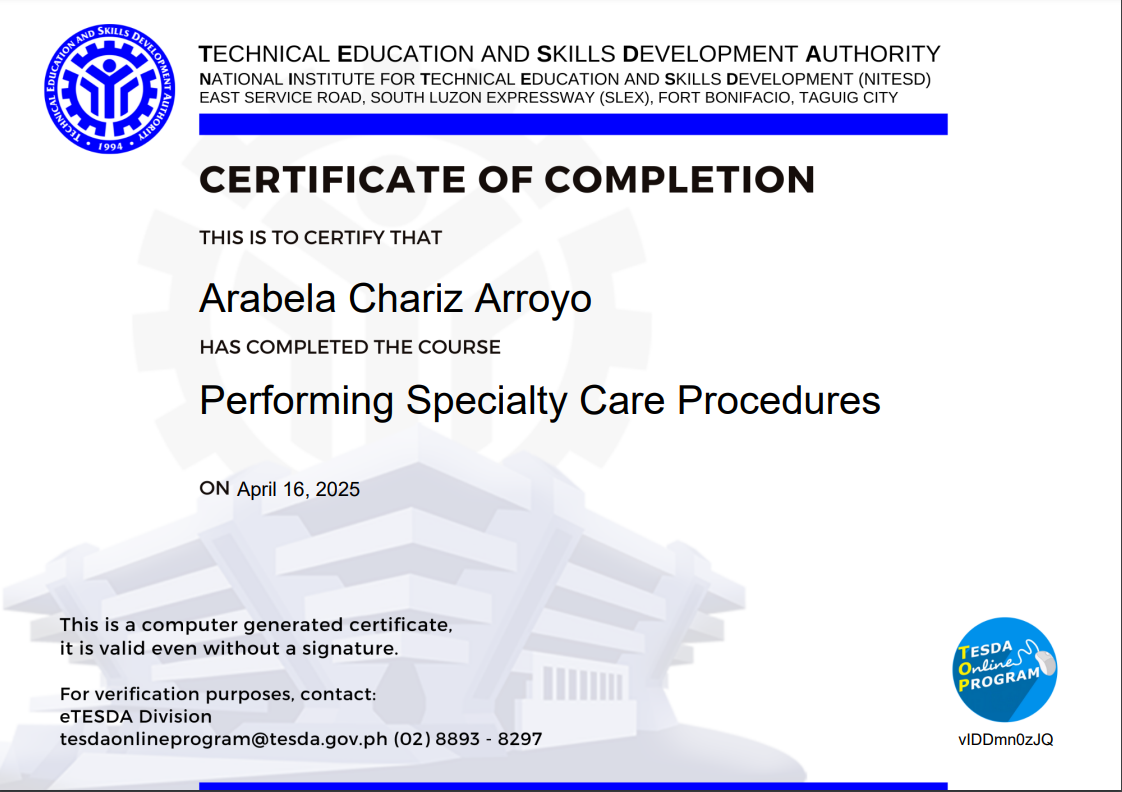 TECHNICAL EDUCATION AND SKILLS DEVELOPMENT AUTHORITY
• 1994 •
TECHNICAL EDUCATION AND SKILLS DEVELOPMENT AUTHORITY
NATIONAL INSTITUTE FOR TECHNICAL EDUCATION AND SKILLS DEVELOPMENT (NITESD)
EAST SERVICE ROAD, SOUTH LUZON EXPRESSWAY (SLEX), FORT BONIFACIO, TAGUIG CITY
CERTIFICATE OF COMPLETION
THIS IS TO CERTIFY THAT
Arabela Chariz Arroyo
HAS COMPLETED THE COURSE
Performing Specialty Care Procedures
ON April 16, 2025
This is a computer generated certificate,
it is valid even without a signature.
For verification purposes, contact:
eTESDA Division
tesdaonlineprogram@tesda.gov.ph (02) 8893 - 8297
TESDA
Online
PROGRAM
vIDDmn0zJQ